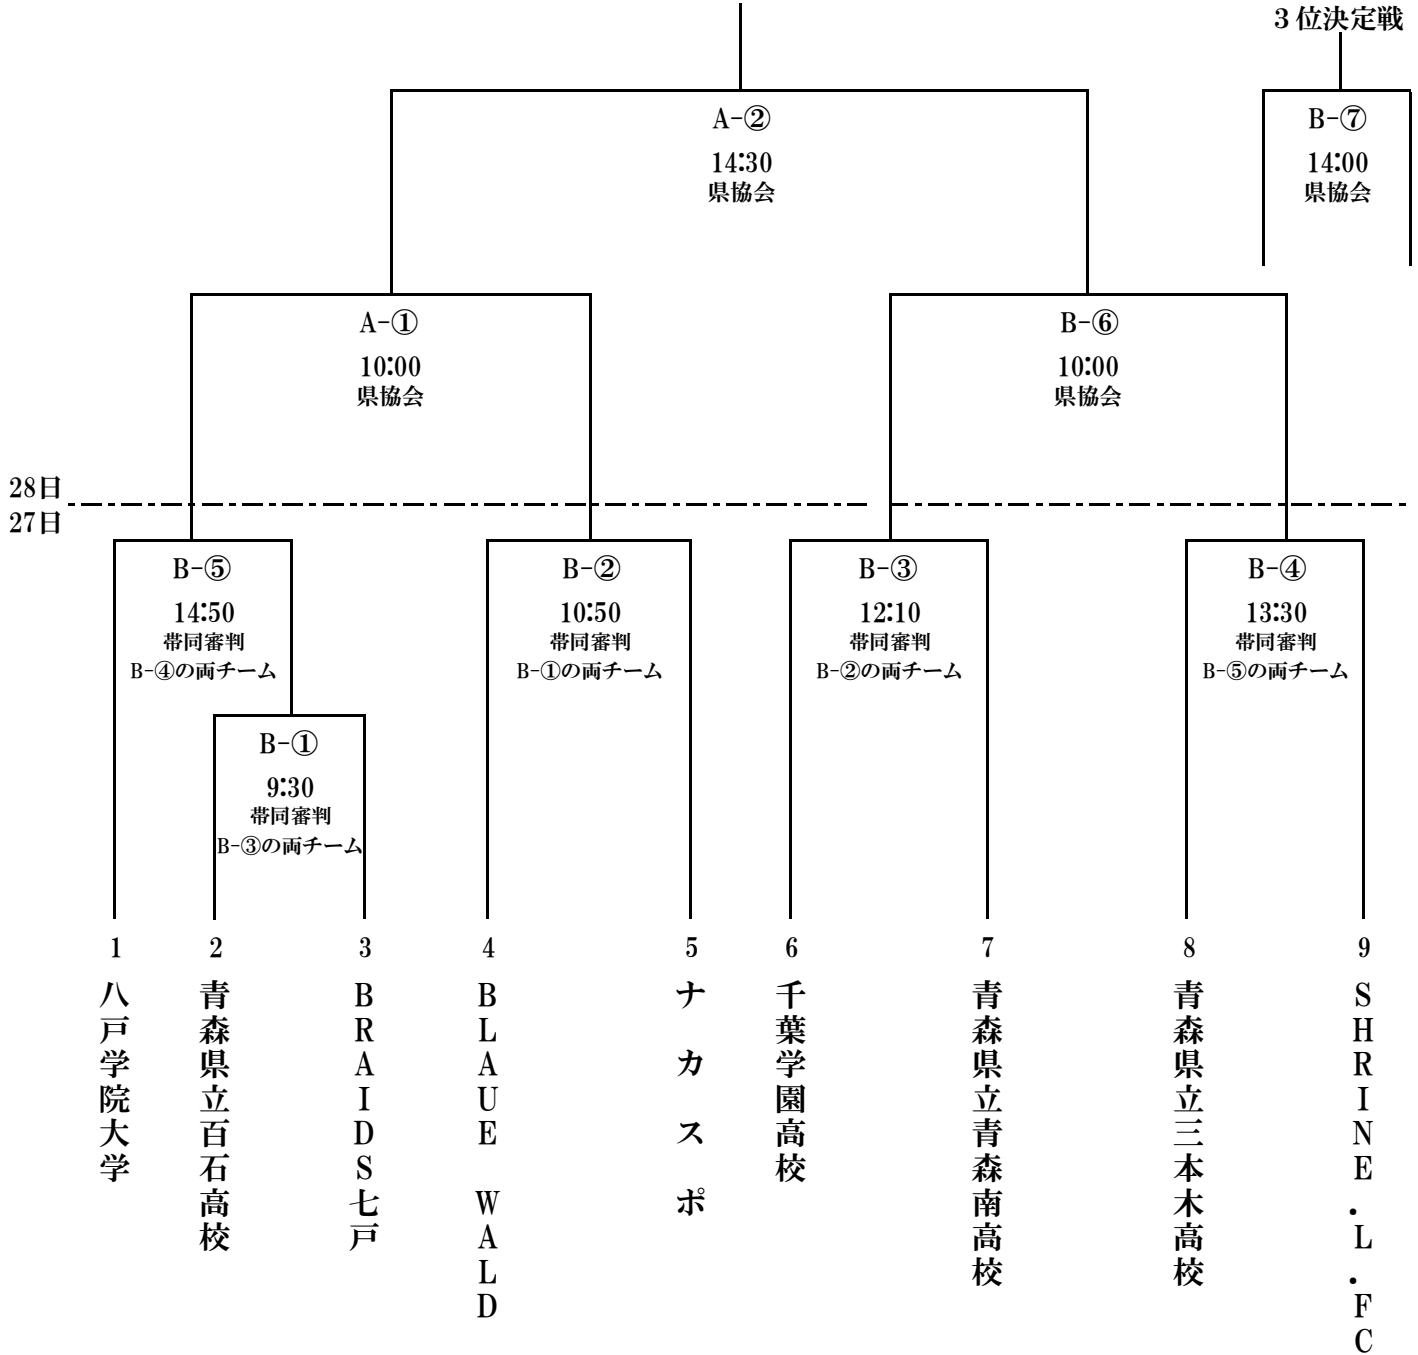 ３位決定戦
A-②
14:30
県協会
B-⑦
14:00
県協会
A-①
10:00
県協会
B-⑥
10:00
県協会
28日
27日
B-⑤
14:50
帯同審判
B-④の両チーム
B-②
10:50
帯同審判
B-①の両チーム
B-③
12:10
帯同審判
B-②の両チーム
B-④
13:30
帯同審判
B-⑤の両チーム
B-①
9:30
帯同審判
B-③の両チーム
1
八戸学院大学
2
青森県立百石高校
3
BRAIDS七戸
4
BLAUE WALD
5
ナカスポ
6
千葉学園高校
7
青森県立青森南高校
8
青森県立三本木高校
9
SHRINE.L.FC